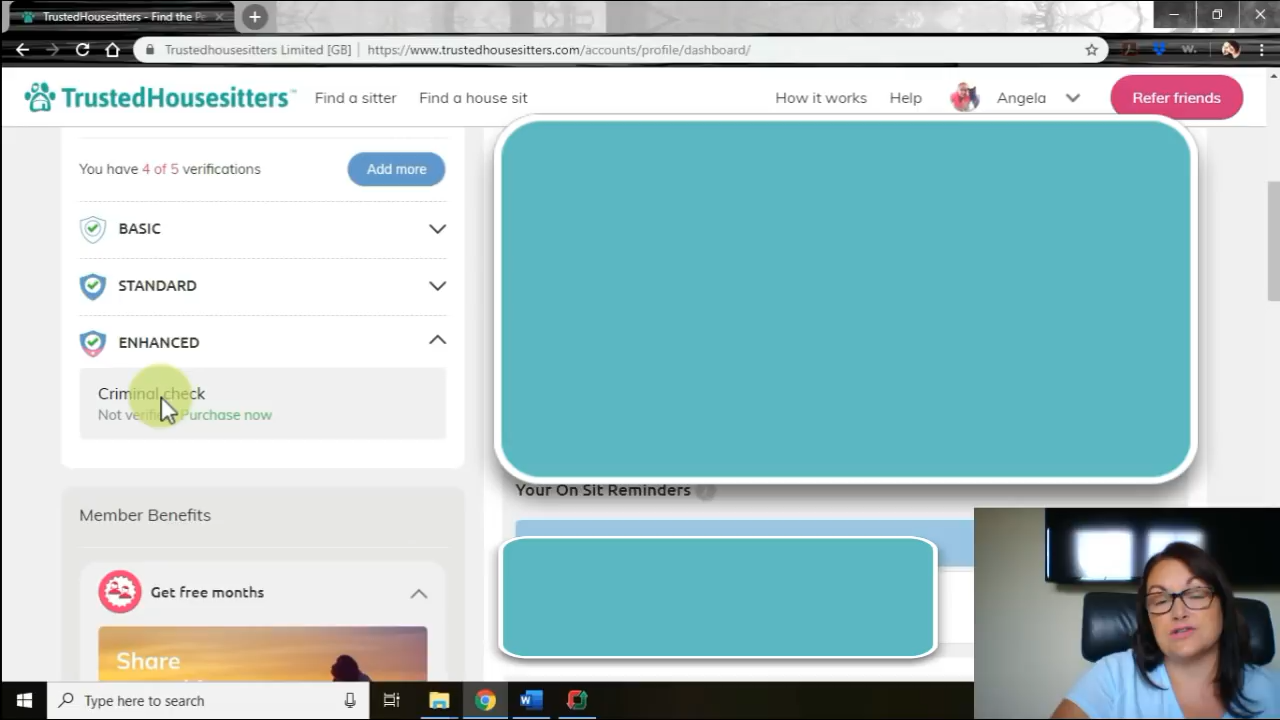 TrustedHousesitters - Find the Pe
Trustedhousesitters Limited [GB] | https://www.trustedhousesitters.com/accounts/profile/dashboard/
w.
TrustedHousesitters™ Find a sitter Find a house sit How it works Help Angela Refer friends
You have 4 of 5 verifications Add more
BASIC
STANDARD
ENHANCED
Criminal check
Not Purchase now
Your On Sit Reminders
Member Benefits
Get free months
Share
Type here to search